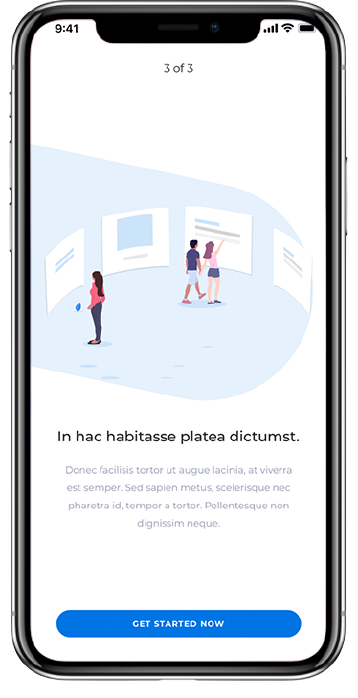 9:41
3 of 3
In hac habitasse platea dictumst.
Donec facilisis tortor ut augue lacinia, at viverra
est semper. Sed sapien metus, scelerisque nec
pharetra id, tempor a tortor. Pellentesque non
dignissim neque.
GET STARTED NOW